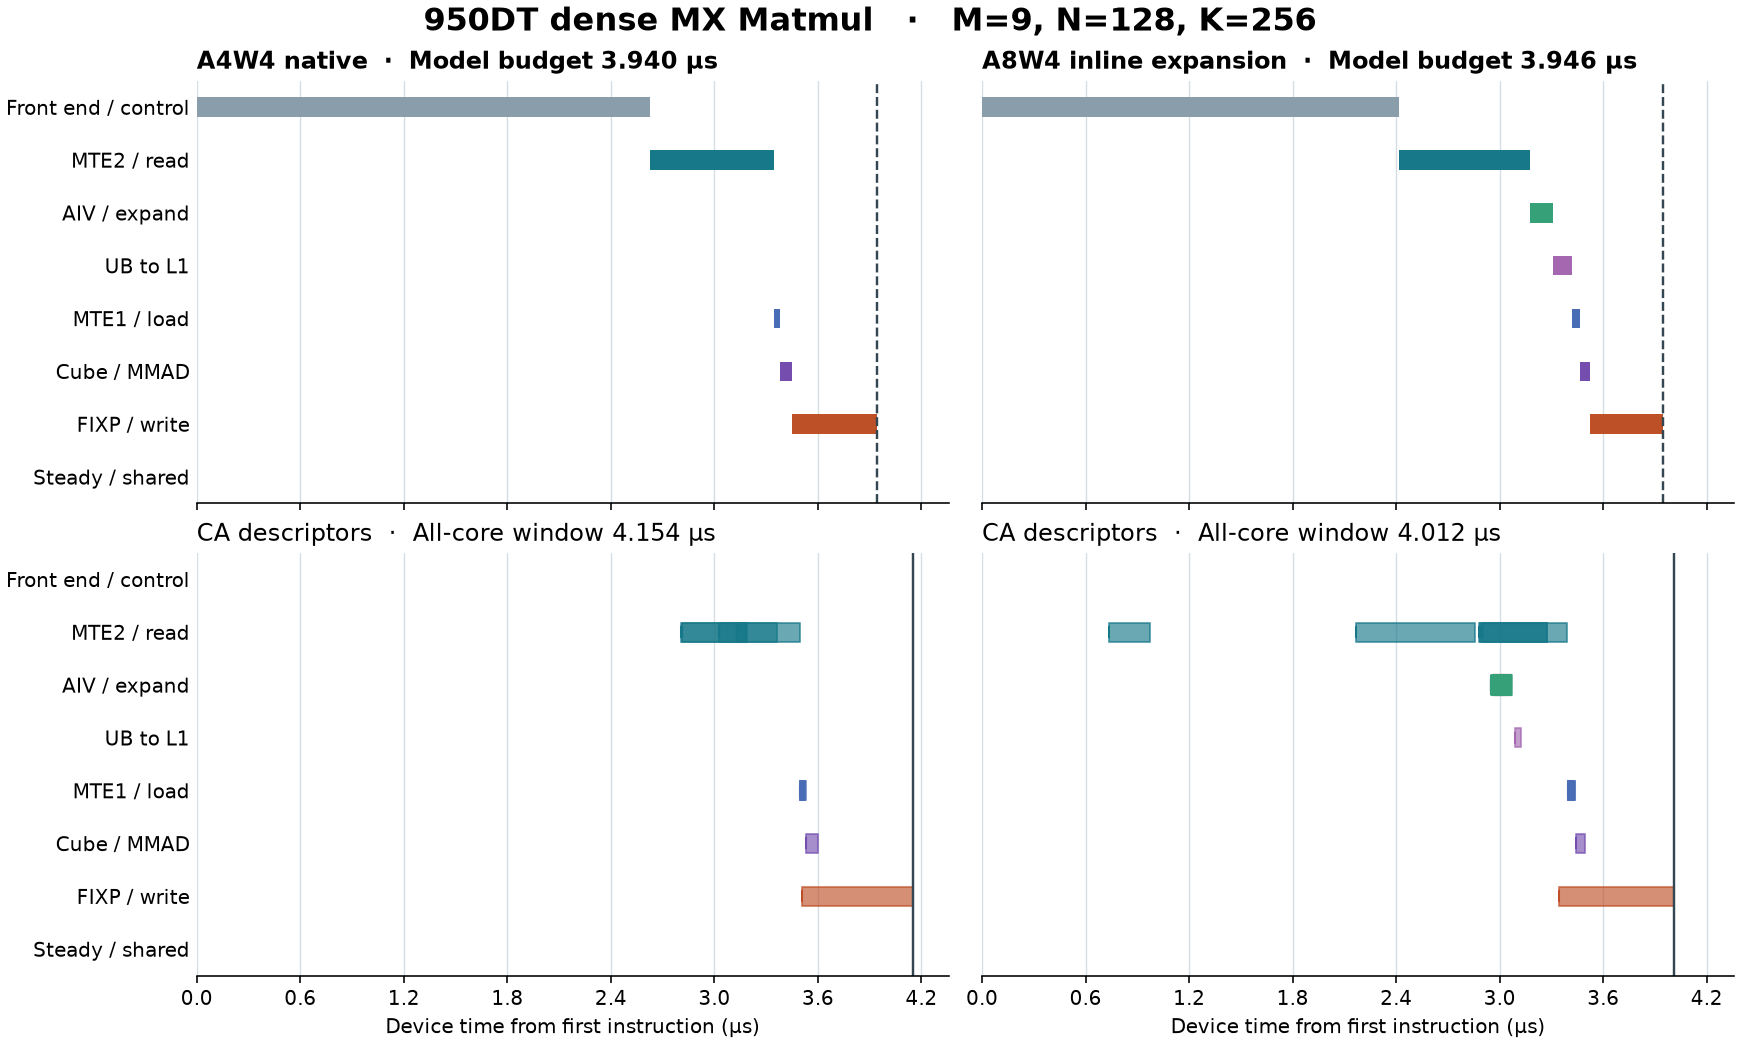 950DT dense MX Matmul · M=9, N=128, K=256
A4W4 native · Model budget 3.940 µs
A8W4 inline expansion · Model budget 3.946 µs
Front end / control
MTE2 / read
AIV / expand
UB to L1
MTE1 / load
Cube / MMAD
FIXP / write
Steady / shared
CA descriptors · All-core window 4.154 µs
CA descriptors · All-core window 4.012 µs
Front end / control
MTE2 / read
AIV / expand
UB to L1
MTE1 / load
Cube / MMAD
FIXP / write
Steady / shared
0.0 0.6 1.2 1.8 2.4 3.0 3.6 4.2
0.0 0.6 1.2 1.8 2.4 3.0 3.6 4.2
Device time from first instruction (µs)
Device time from first instruction (µs)